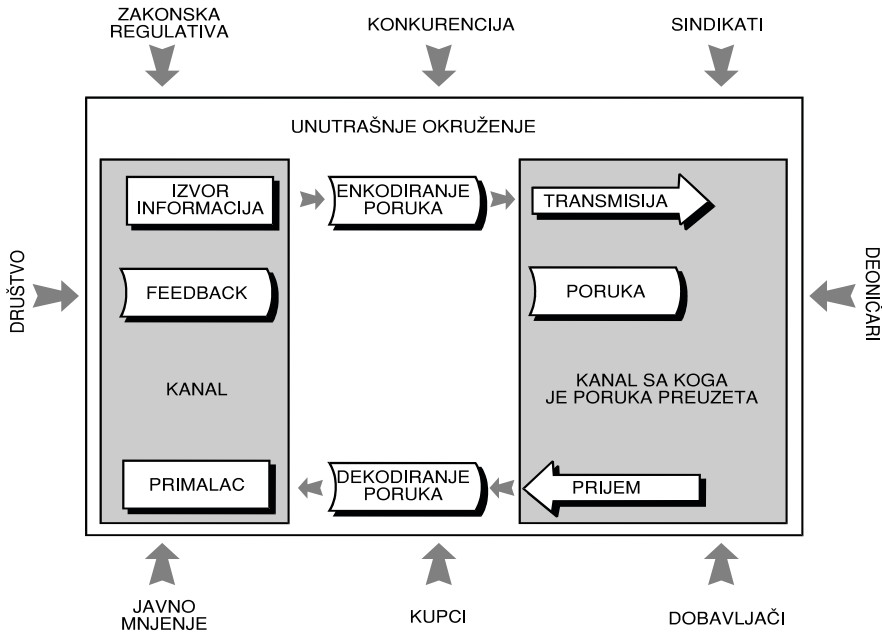 ZAKONSKA
REGULATIVA
KONKURENCIJA
SINDIKATI
UNUTRAŠNJE OKRUŽENJE
IZVOR
INFORMACIJA
ENKODIRANJE
PORUKA
TRANSMISIJA
DRUŠTVO
FEEDBACK
PORUKA
DEONIČARI
KANAL
KANAL SA KOGA
JE PORUKA PREUZETA
PRIMALAC
DEKODIRANJE
PORUKA
PRIJEM
JAVNO
MNJENJE
KUPCI
DOBAVLJAČI